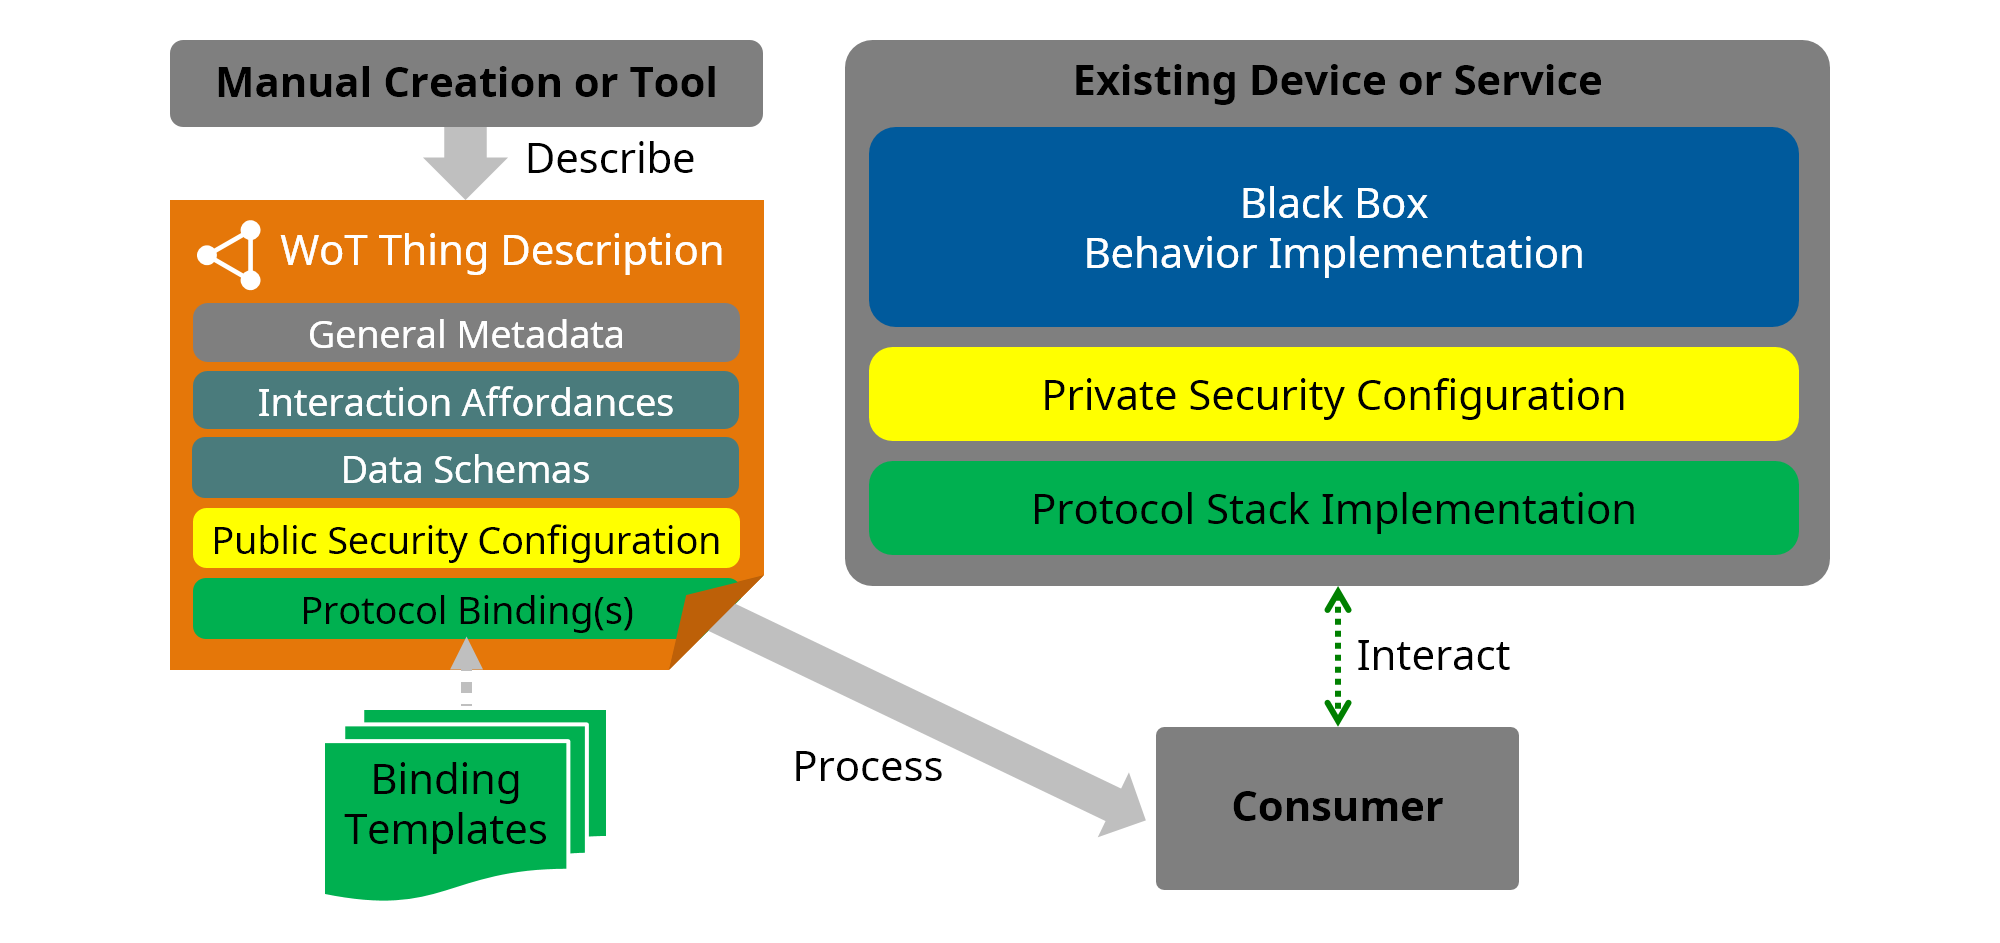 Manual Creation or Tool
Describe
WoT Thing Description
General Metadata
Interaction Affordances
Data Schemas
Public Security Configuration
Protocol Binding(s)
Binding
Templates
Process
Existing Device or Service
Black Box
Behavior Implementation
Private Security Configuration
Protocol Stack Implementation
Interact
Consumer